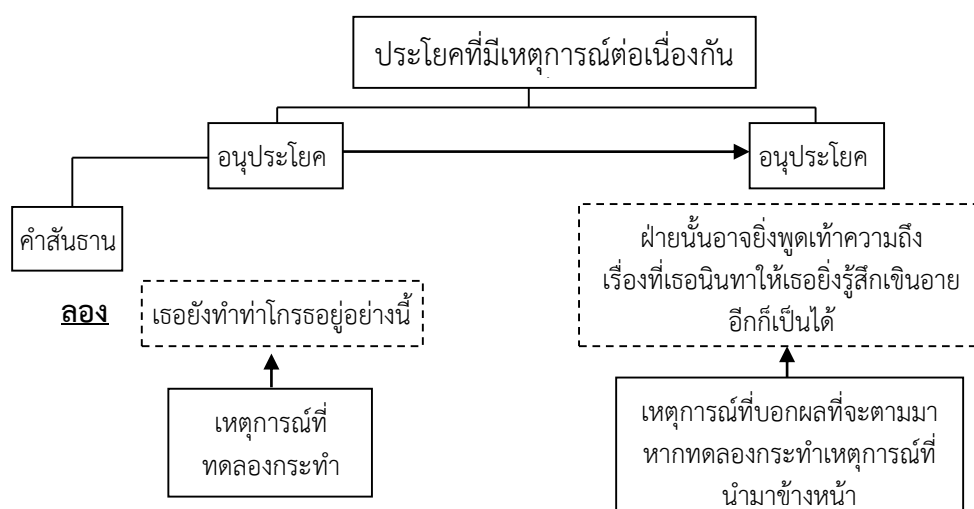 ประโยคที่มีเหตุการณ์ต่อเนื่องกัน
อนุประโยค
อนุประโยค
คำสันธาน
ลอง
เธอยังทำท่าโกรธอยู่อย่างนี้
ฝ่ายนั้นอาจยิ่งพูดเท้าความถึง
เรื่องที่เธอนินทาให้เธอยิ่งรู้สึกเขินอาย
อีกก็เป็นได้
เหตุการณ์ที่
ทดลองกระทำ
เหตุการณ์ที่บอกผลที่จะตามมา
หากทดลองกระทำเหตุการณ์ที่
นำมาข้างหน้า